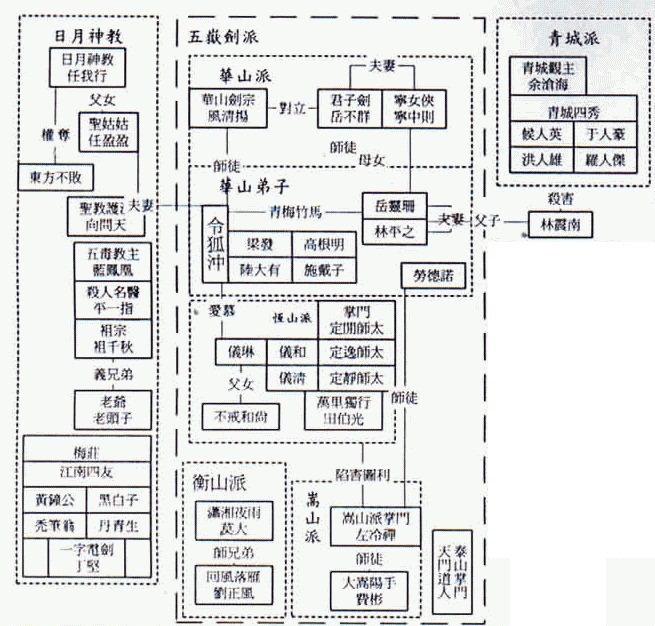 日月神教
日月神教
任我行
父女
聖姑姑
任盈盈
權奪
東方不敗
夫妻
聖教護法
向問天
五毒教主
藍鳳凰
殺人名醫
平一指
祖宗
祖千秋
義兄弟
老爺
老頭子
梅莊
江南四友
黃鐘公
黑白子
禿筆翁
丹青生
一字電劍
丁堅
五嶽劍派
華山派
夫妻
華山劍宗
風清揚
對立
君子劍
岳不群
寧女俠
寧中則
師徒
師徒
母女
華山弟子
令狐沖
青梅竹馬
岳靈珊
林平之
夫妻
父子
梁發
高根明
陸大有
施戴子
勞德諾
愛慕
恆山派
掌門
定閒師太
儀琳
儀和
定逸師太
儀清
定靜師太
父女
不戒和尚
萬里獨行
田伯光
師徒
陷害圖利
衡山派
瀟湘夜雨
莫大
師兄弟
回風落雁
劉正風
嵩山派
嵩山派掌門
左冷禪
師徒
大嵩陽手
費彬
泰山掌門
天門道人
青城派
青城觀主
余滄海
青城四秀
候人英
于人豪
洪人雄
羅人傑
殺害
林震南